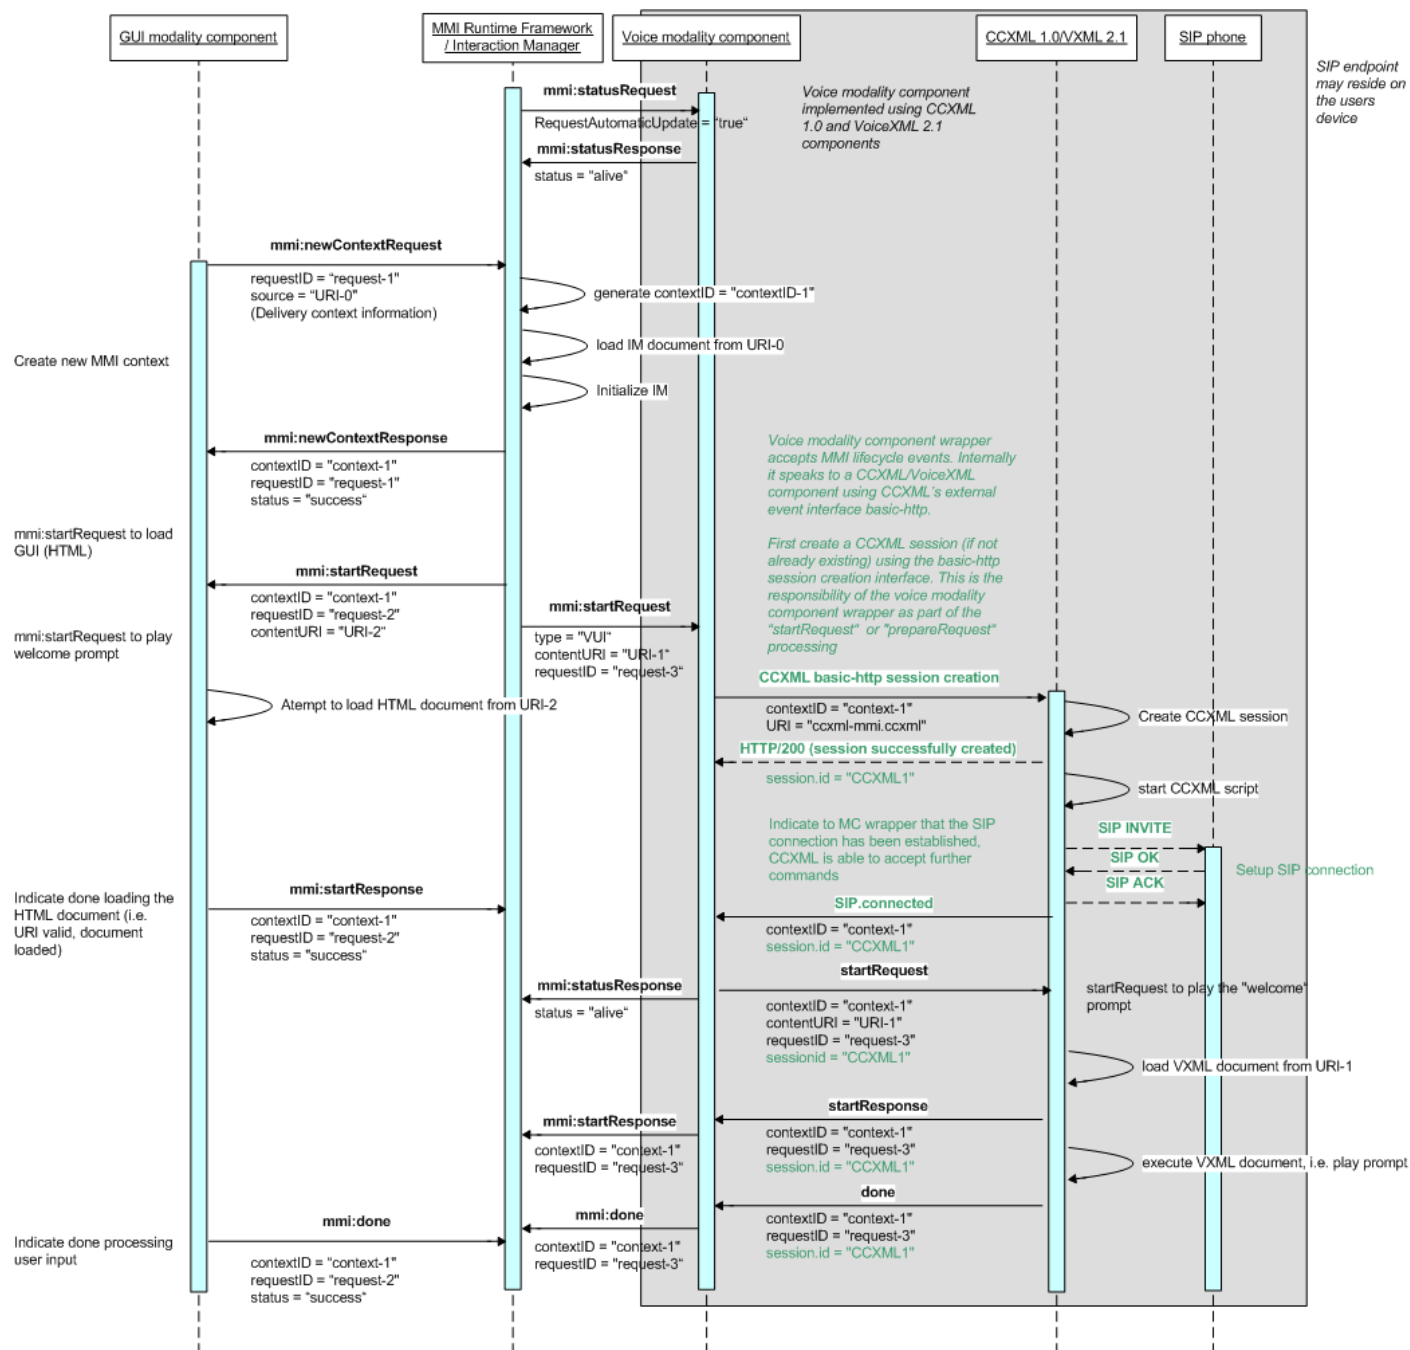 GUI modality component
MMI Runtime Framework
/ Interaction Manager
Voice modality component
CCXML 1.0/VXML 2.1
SIP phone
SIP endpoint
may reside on
the users
device
mmi:statusRequest
RequestAutomaticUpdate = "true"
Voice modality component
implemented using CCXML
1.0 and VoiceXML 2.1
components
mmi:statusResponse
status = "alive"
mmi:newContextRequest
requestID = "request-1"
source = "URI-0"
(Delivery context information)
generate contextID = "contextID-1"
load IM document from URI-0
Create new MMI context
Initialize IM
mmi:newContextResponse
contextID = "context-1"
requestID = "request-1"
status = "success"
Voice modality component wrapper
accepts MMI lifecycle events. Internally
it speaks to a CCXML/VoiceXML
component using CCXML's external
event interface basic-http.
First create a CCXML session (if not
already existing) using the basic-http
session creation interface. This is the
responsibility of the voice modality
component wrapper as part of the
"startRequest" or "prepareRequest"
processing
mmi:startRequest to load
GUI (HTML)
mmi:startRequest
contextID = "context-1"
requestID = "request-2"
contentURI = "URI-2"
mmi:startRequest
type = "VUI"
contentURI = "URI-1"
requestID = "request-3"
mmi:startRequest to play
welcome prompt
CCXML basic-http session creation
contextID = "context-1"
URI = "ccxml-mmi.ccxml"
Atempt to load HTML document from URI-2
Create CCXML session
HTTP/200 (session successfully created)
session.id = "CCXML1"
start CCXML script
Indicate to MC wrapper that the SIP
connection has been established,
CCXML is able to accept further
commands
SIP INVITE
SIP OK
SIP ACK
Setup SIP connection
Indicate done loading the
HTML document (i.e.
URI valid, document
loaded)
mmi:startResponse
contextID = "context-1"
requestID = "request-2"
status = "success"
SIP.connected
contextID = "context-1"
session.id = "CCXML1"
mmi:statusResponse
status = "alive"
startRequest
contextID = "context-1"
contentURI = "URI-1"
requestID = "request-3"
sessionid = "CCXML1"
startRequest to play the "welcome"
prompt
load VXML document from URI-1
startResponse
contextID = "context-1"
requestID = "request-3"
session.id = "CCXML1"
mmi:startResponse
contextID = "context-1"
requestID = "request-3"
execute VXML document, i.e. play prompt
done
contextID = "context-1"
requestID = "request-3"
session.id = "CCXML1"
mmi:done
contextID = "context-1"
requestID = "request-3"
mmi:done
contextID = "context-1"
requestID = "request-2"
status = "success"
Indicate done processing
user input